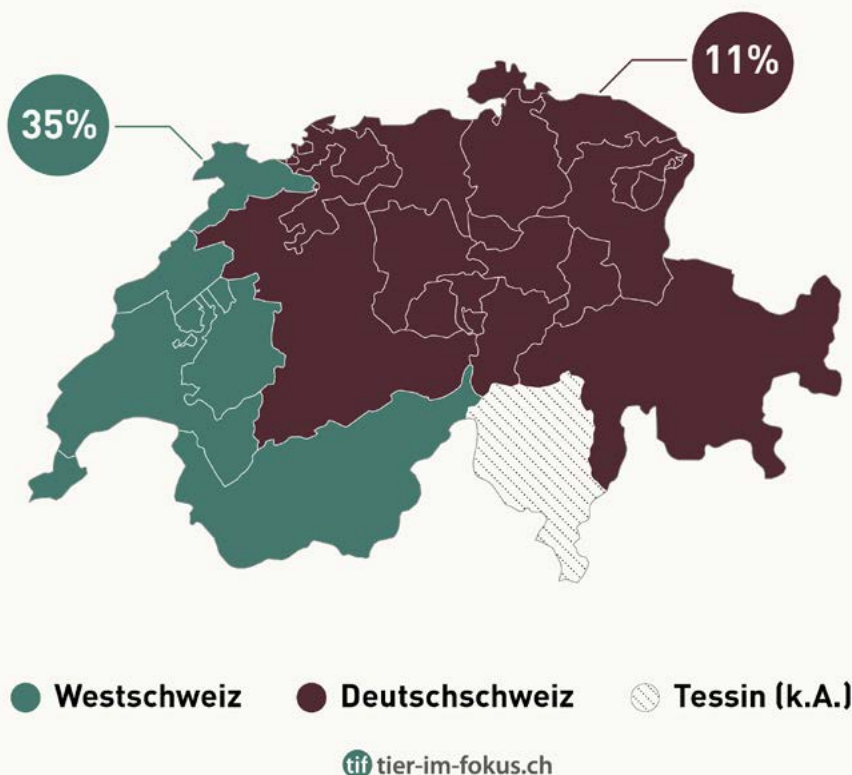 11%
35%
Westschweiz
Deutschschweiz
Tessin (k.A.)
tif tier-im-fokus.ch